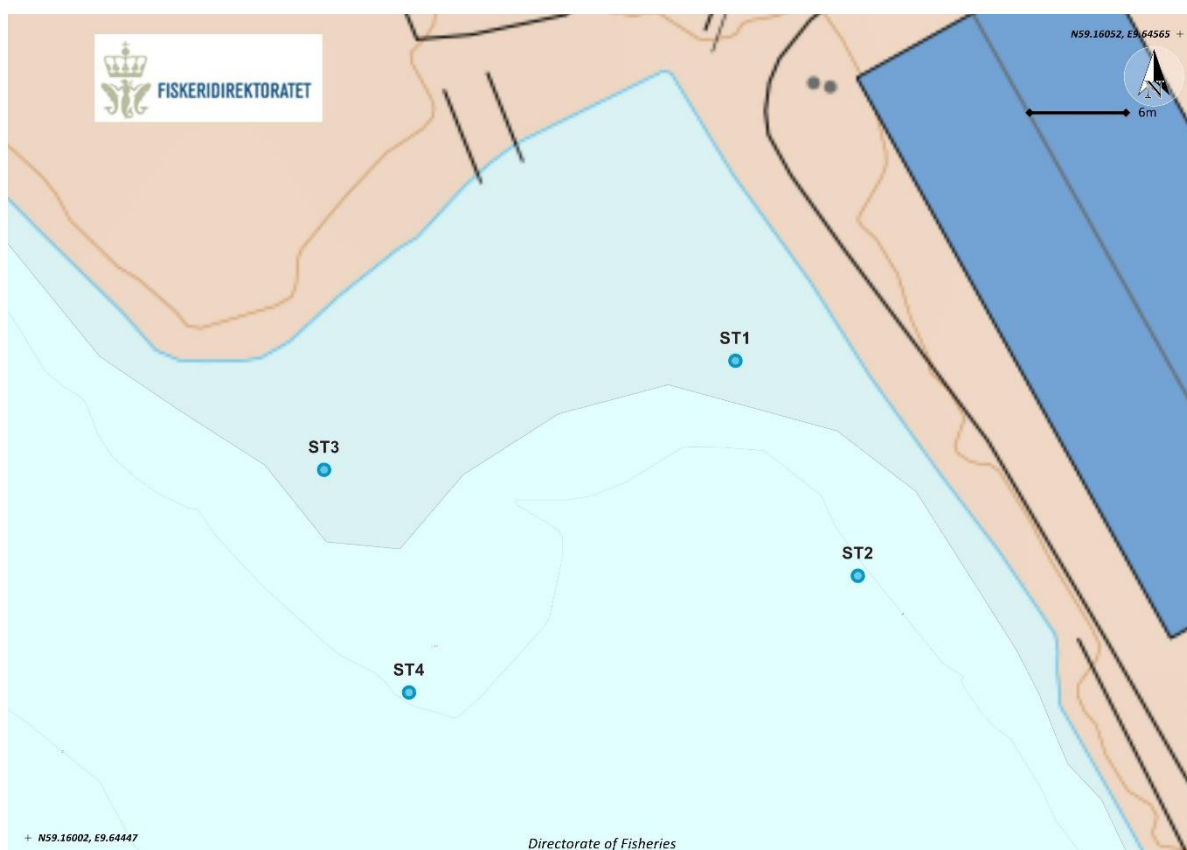 N59.16052, E9.64565
FISKERIDIREKTORATET
N
6m
ST1
ST3
ST2
ST4
N59.16002, E9.64447
Directorate of Fisheries